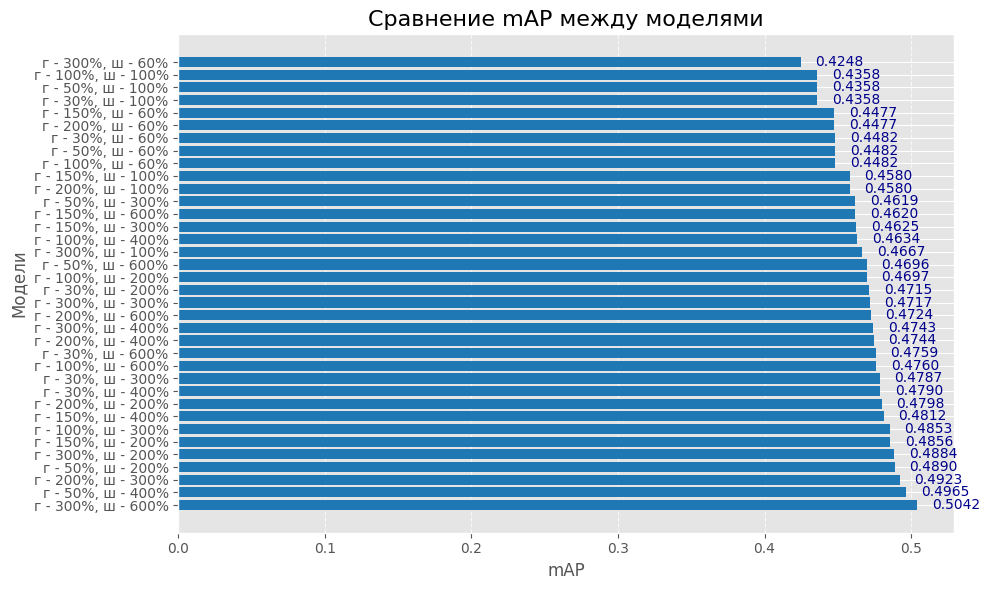 Сравнение mAP между моделями
г - 300%, ш - 60% 0.4248
г - 100%, ш - 100% 0.4358
г - 50%, ш - 100% 0.4358
г - 30%, ш - 100% 0.4358
г - 150%, ш - 60% 0.4477
г - 200%, ш - 60% 0.4477
г - 30%, ш - 60% 0.4482
г - 50%, ш - 60% 0.4482
г - 100%, ш - 60% 0.4482
г - 150%, ш - 100% 0.4580
г - 200%, ш - 100% 0.4580
г - 50%, ш - 300% 0.4619
г - 150%, ш - 600% 0.4620
г - 150%, ш - 300% 0.4625
г - 100%, ш - 400% 0.4634
г - 300%, ш - 100% 0.4667
г - 50%, ш - 600% 0.4696
г - 100%, ш - 200% 0.4697
г - 30%, ш - 200% 0.4715
г - 300%, ш - 300% 0.4717
г - 200%, ш - 600% 0.4724
г - 300%, ш - 400% 0.4743
г - 200%, ш - 400% 0.4744
г - 30%, ш - 600% 0.4759
г - 100%, ш - 600% 0.4760
г - 30%, ш - 300% 0.4787
г - 30%, ш - 400% 0.4790
г - 200%, ш - 200% 0.4798
г - 150%, ш - 400% 0.4812
г - 100%, ш - 300% 0.4853
г - 150%, ш - 200% 0.4856
г - 300%, ш - 200% 0.4884
г - 50%, ш - 200% 0.4890
г - 200%, ш - 300% 0.4923
г - 50%, ш - 400% 0.4965
г - 300%, ш - 600% 0.5042
Модели
0.0 0.1 0.2 0.3 0.4 0.5
mAP